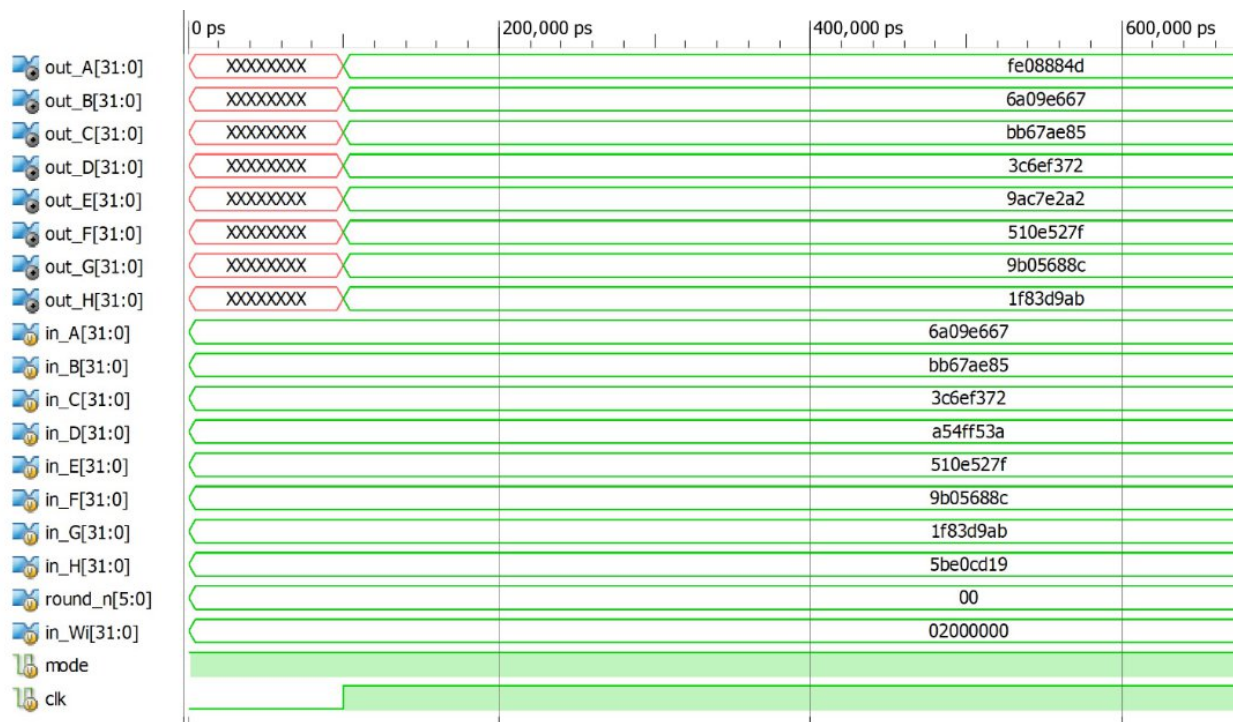 0 ps 200,000 ps 400,000 ps 600,000 ps
out_A[31:0] XXXXXXXX fe08884d
out_B[31:0] XXXXXXXX 6a09e667
out_C[31:0] XXXXXXXX bb67ae85
out_D[31:0] XXXXXXXX 3c6ef372
out_E[31:0] XXXXXXXX 9ac7e2a2
out_F[31:0] XXXXXXXX 510e527f
out_G[31:0] XXXXXXXX 9b05688c
out_H[31:0] XXXXXXXX 1f83d9ab
in_A[31:0] 6a09e667
in_B[31:0] bb67ae85
in_C[31:0] 3c6ef372
in_D[31:0] a54ff53a
in_E[31:0] 510e527f
in_F[31:0] 9b05688c
in_G[31:0] 1f83d9ab
in_H[31:0] 5be0cd19
round_n[5:0] 00
in_Wi[31:0] 02000000
mode
clk